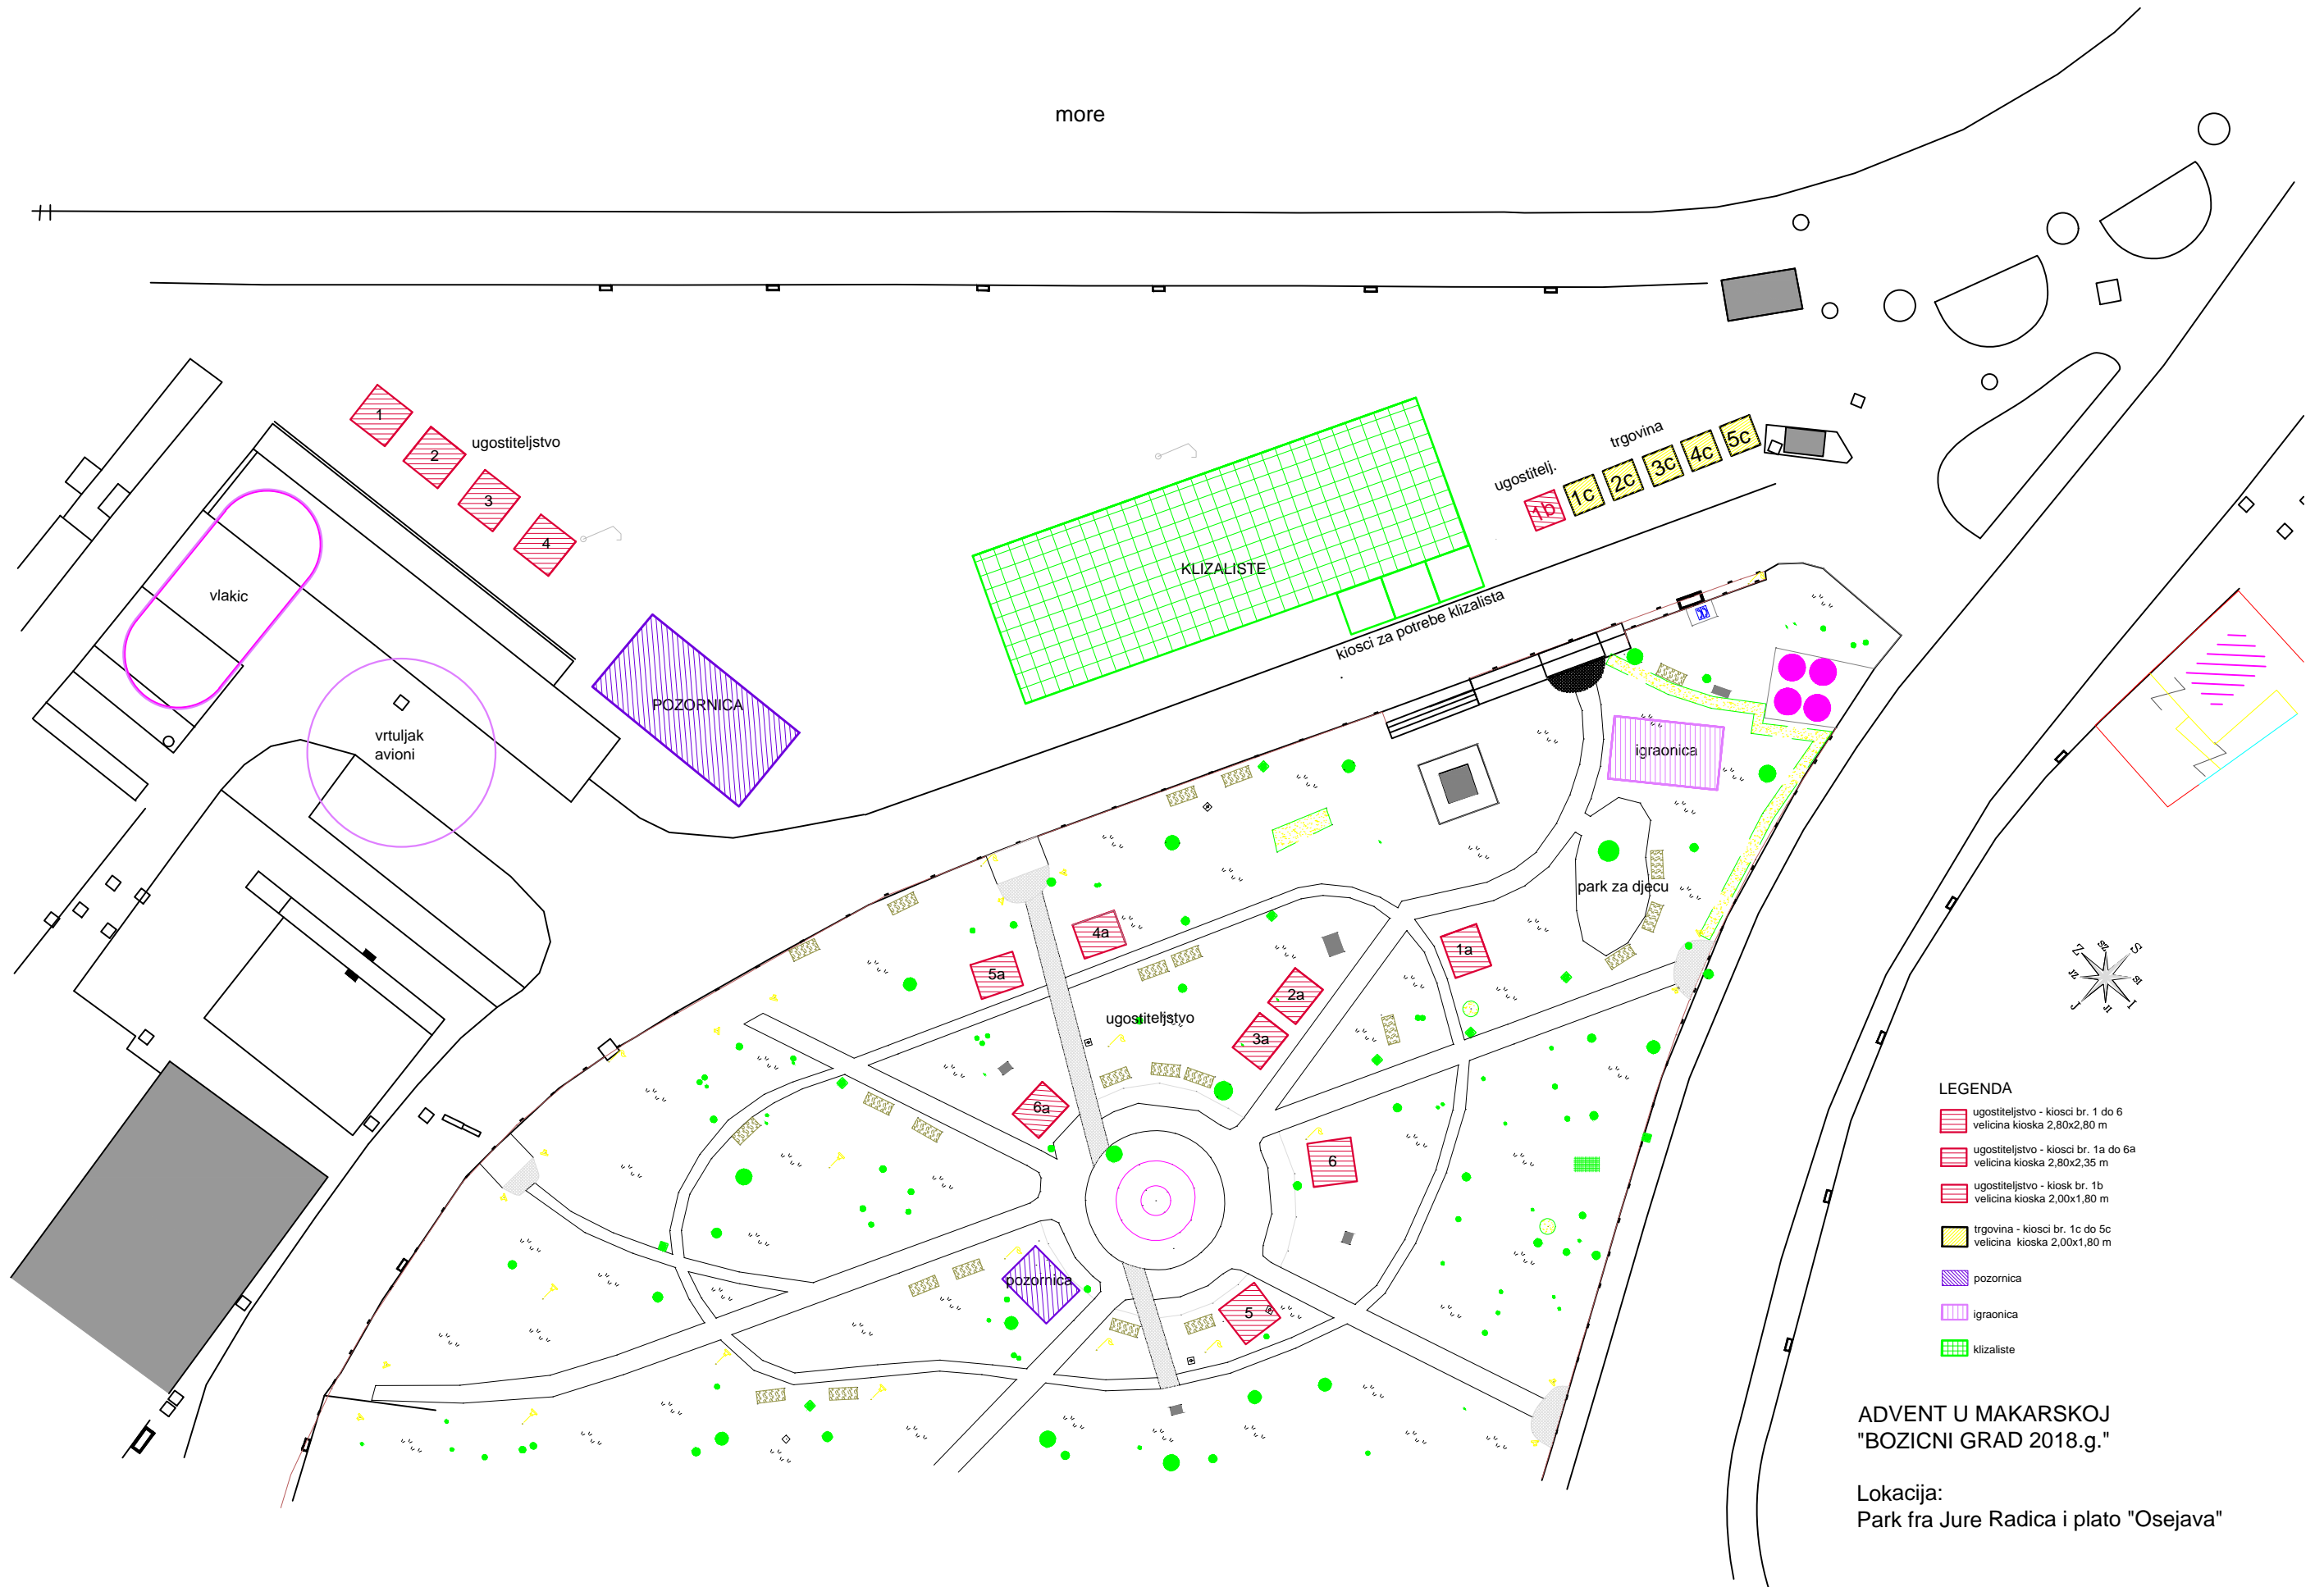 more
1
2
ugostiteljstvo
3
4
vlakic
vrtuljak
avioni
POZORNICA
KLIZALISTE
kiosci za potrebe klizalista
ugostitelj.
trgovina
1b
1c
2c
3c
4c
5c
igraonica
park za djecu
4a
5a
1a
2a
3a
ugostiteljstvo
6a
6
pozornica
5
Z
SZ
S
SI
I
JI
J
JZ
LEGENDA
ugostiteljstvo - kiosci br. 1 do 6
velicina kioska 2,80x2,80 m
ugostiteljstvo - kiosci br. 1a do 6a
velicina kioska 2,80x2,35 m
ugostiteljstvo - kiosk br. 1b
velicina kioska 2,00x1,80 m
trgovina - kiosci br. 1c do 5c
velicina kioska 2,00x1,80 m
pozornica
igraonica
klizaliste
ADVENT U MAKARSKOJ
"BOZICNI GRAD 2018.g."
Lokacija:
Park fra Jure Radica i plato "Osejava"